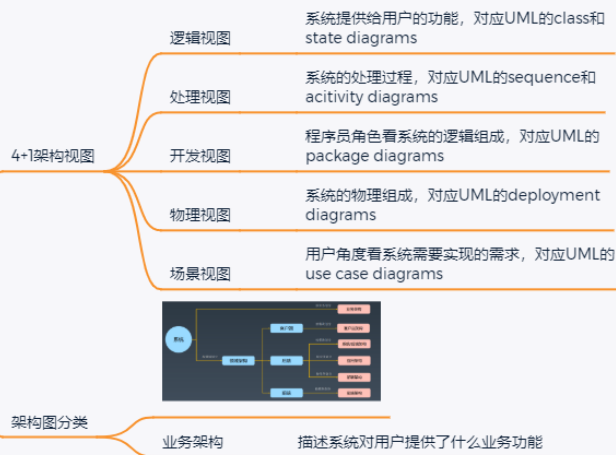 逻辑视图
系统提供给用户的功能，对应UML的class和
state diagrams
处理视图
系统的处理过程，对应UML的sequence和
acitivity diagrams
4+1架构视图
开发视图
程序员角色看系统的逻辑组成，对应UML的
package diagrams
物理视图
系统的物理组成，对应UML的deployment
diagrams
场景视图
用户角度看系统需要实现的需求，对应UML的
use case diagrams
系统
客户端
前端
架构图分类
业务架构
描述系统对用户提供了什么业务功能